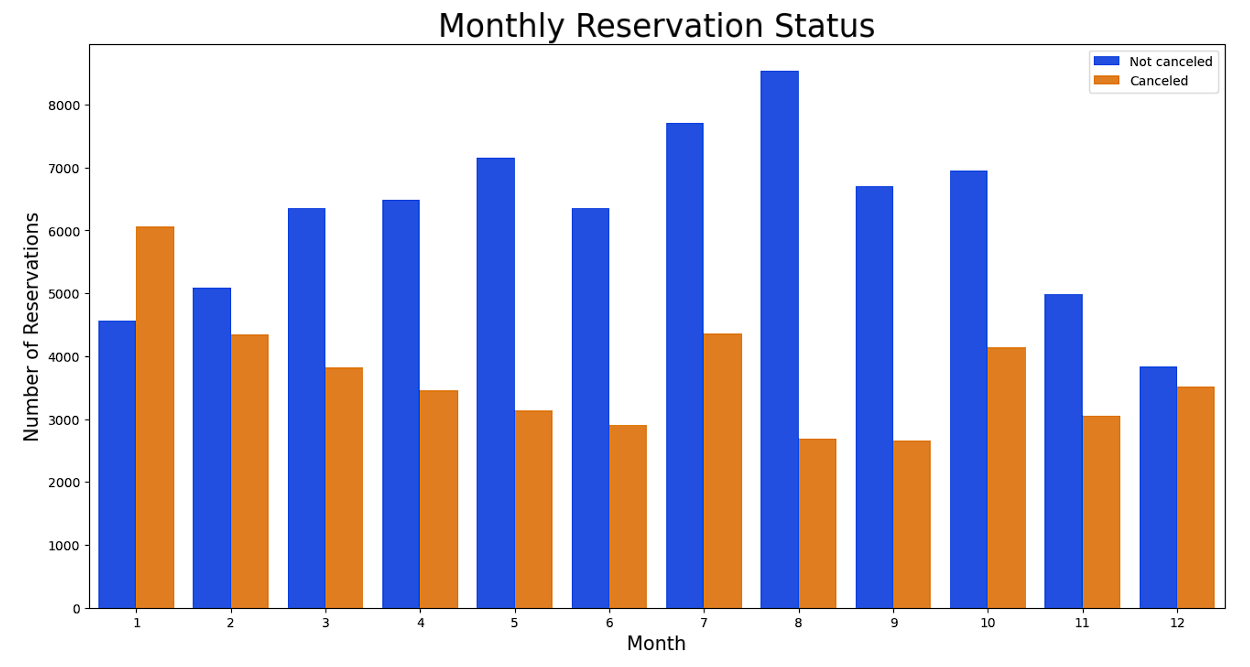 Monthly Reservation Status
Not canceled
Canceled
8000
7000
6000
5000
4000
3000
2000
1000
0
Number of Reservations
1 2 3 4 5 6 7 8 9 10 11 12
Month